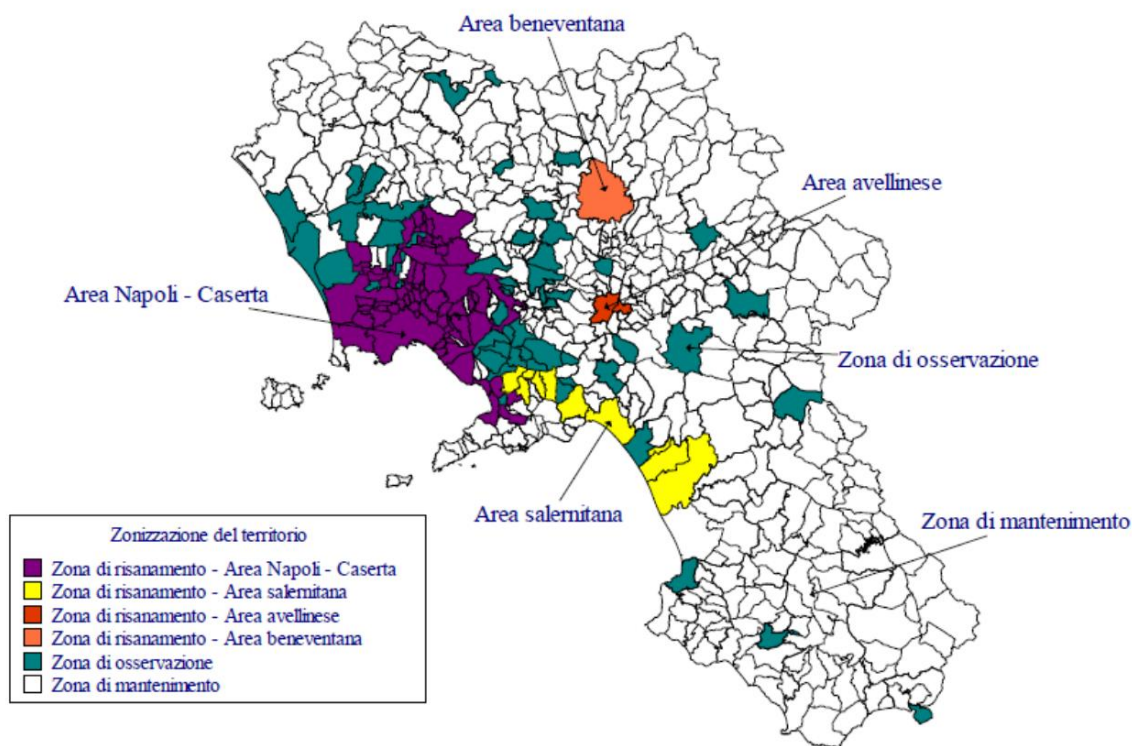 Area beneventana
Area avellinese
Area Napoli - Caserta
Zona di osservazione
Area salernitana
Zona di mantenimento
Zonizzazione del territorio
Zona di risanamento - Area Napoli - Caserta
Zona di risanamento - Area salernitana
Zona di risanamento - Area avellinese
Zona di risanamento - Area beneventana
Zona di osservazione
Zona di mantenimento